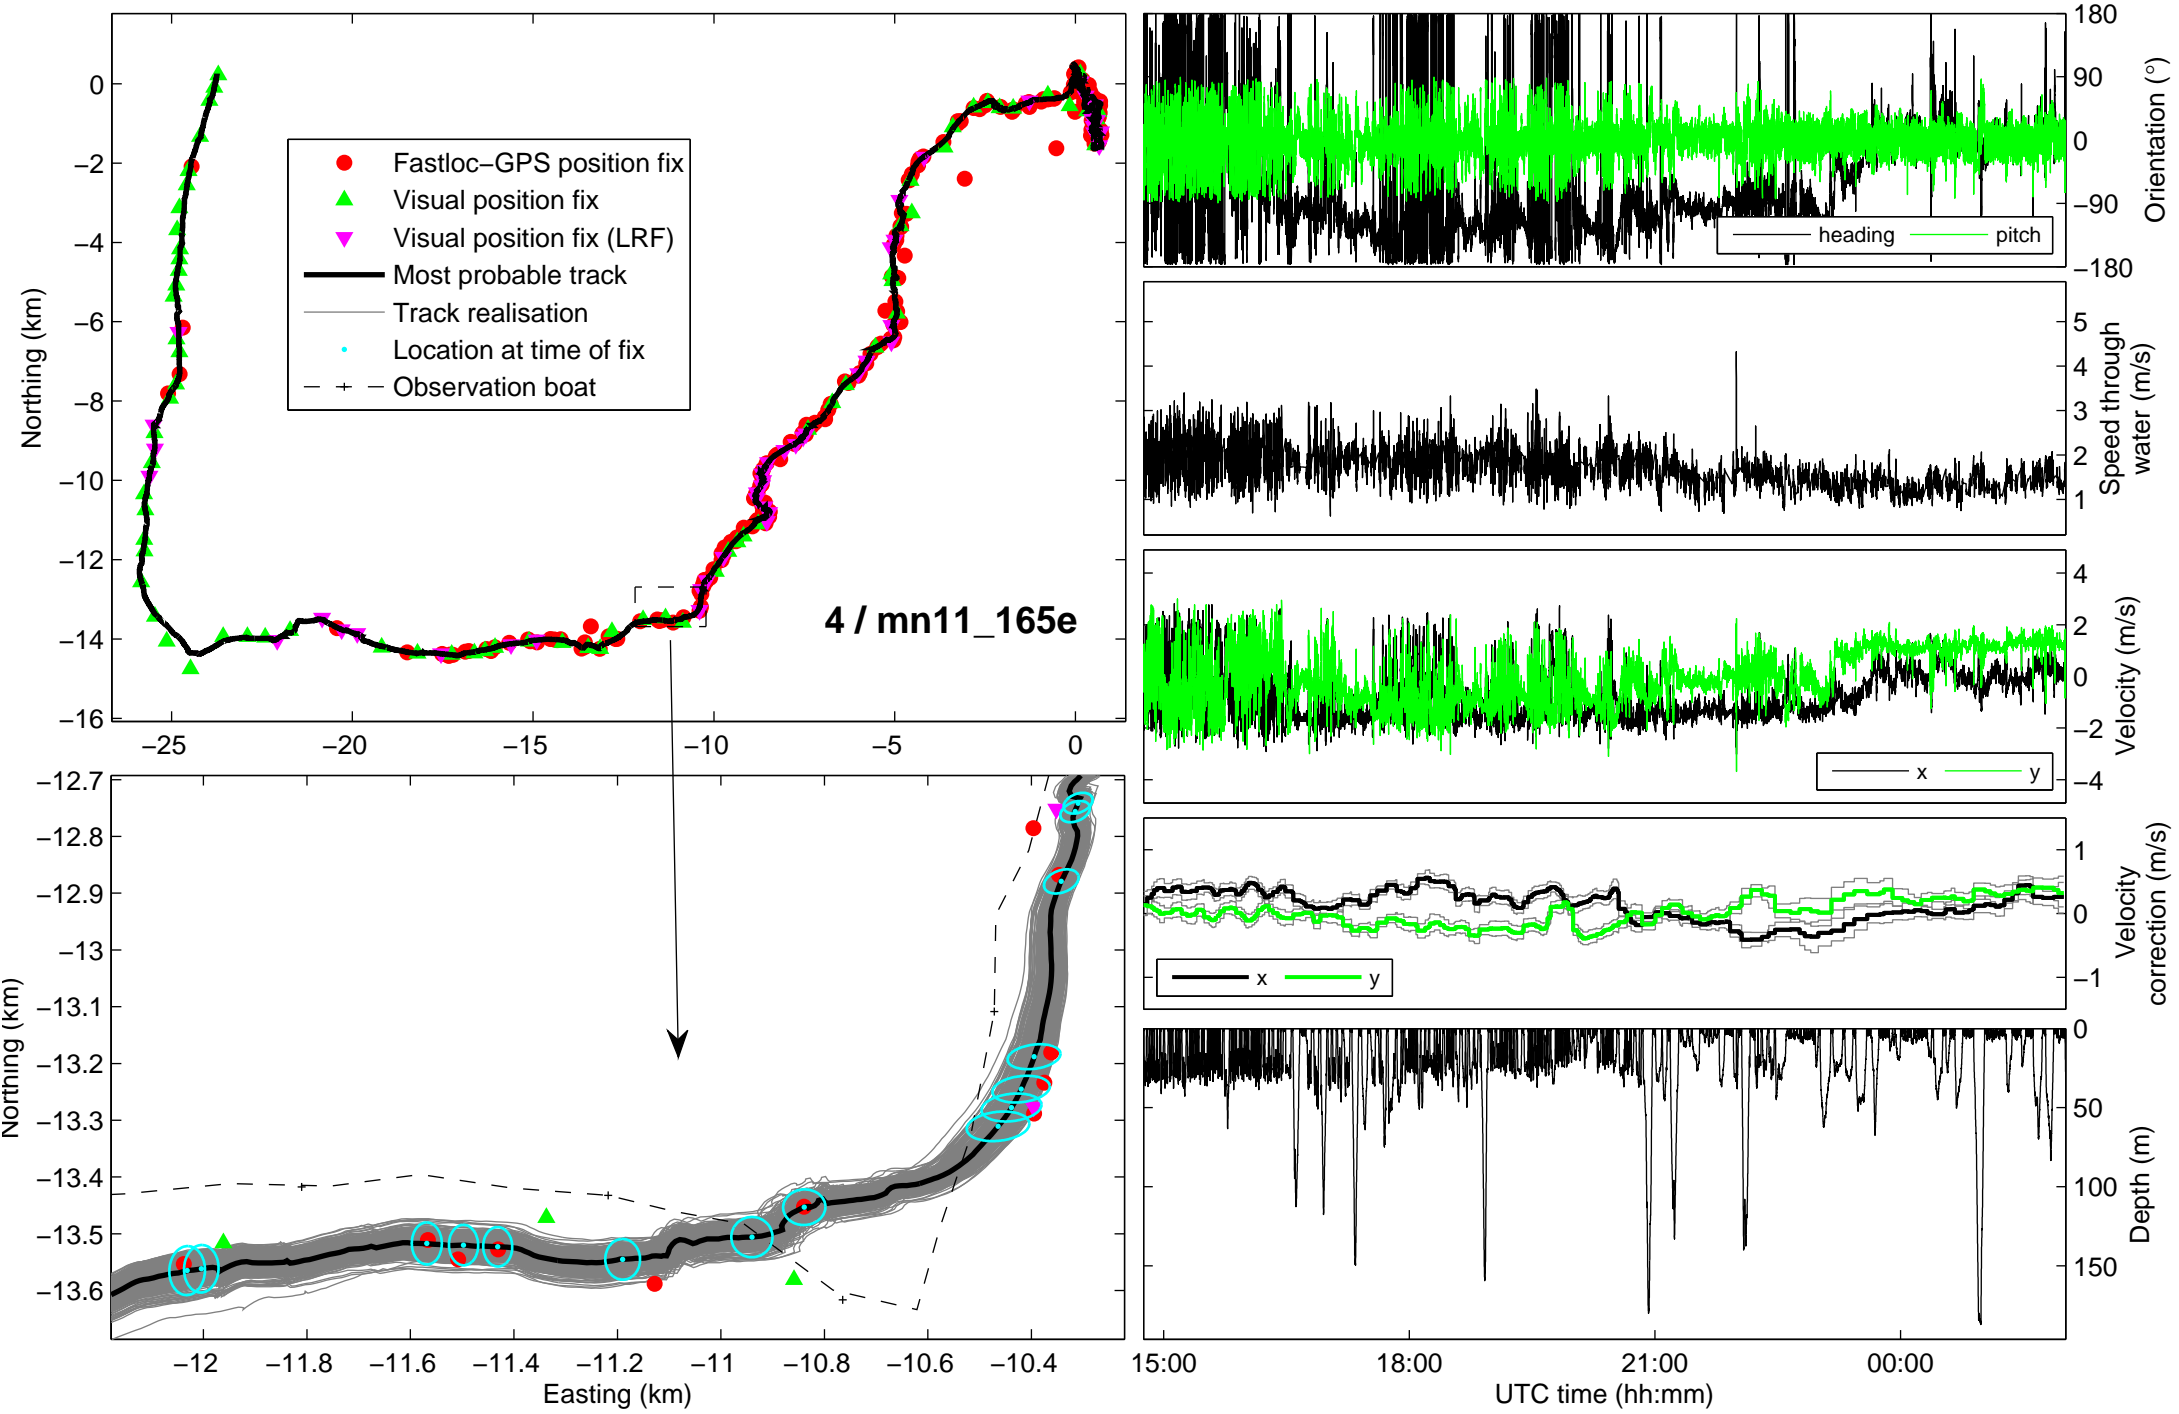 0
−2
−4
−6
−8
−10
−12
−14
−16
Northing (km)
−25
−20
−15
−10
−5
0
Fastloc−GPS position fix
Visual position fix
Visual position fix (LRF)
Most probable track
Track realisation
Location at time of fix
Observation boat
4 / mn11_165e
−12.7
−12.8
−12.9
−13
−13.1
−13.2
−13.3
−13.4
−13.5
−13.6
Northing (km)
−12
−11.8
−11.6
−11.4
−11.2
−11
−10.8
−10.6
−10.4
Easting (km)
180
90
0
−90
−180
Orientation (°)
heading
pitch
5
4
3
2
1
Speed through
water (m/s)
4
2
0
−2
−4
Velocity (m/s)
x
y
1
0
−1
Velocity
correction (m/s)
x
y
0
50
100
150
Depth (m)
15:00
18:00
21:00
00:00
UTC time (hh:mm)